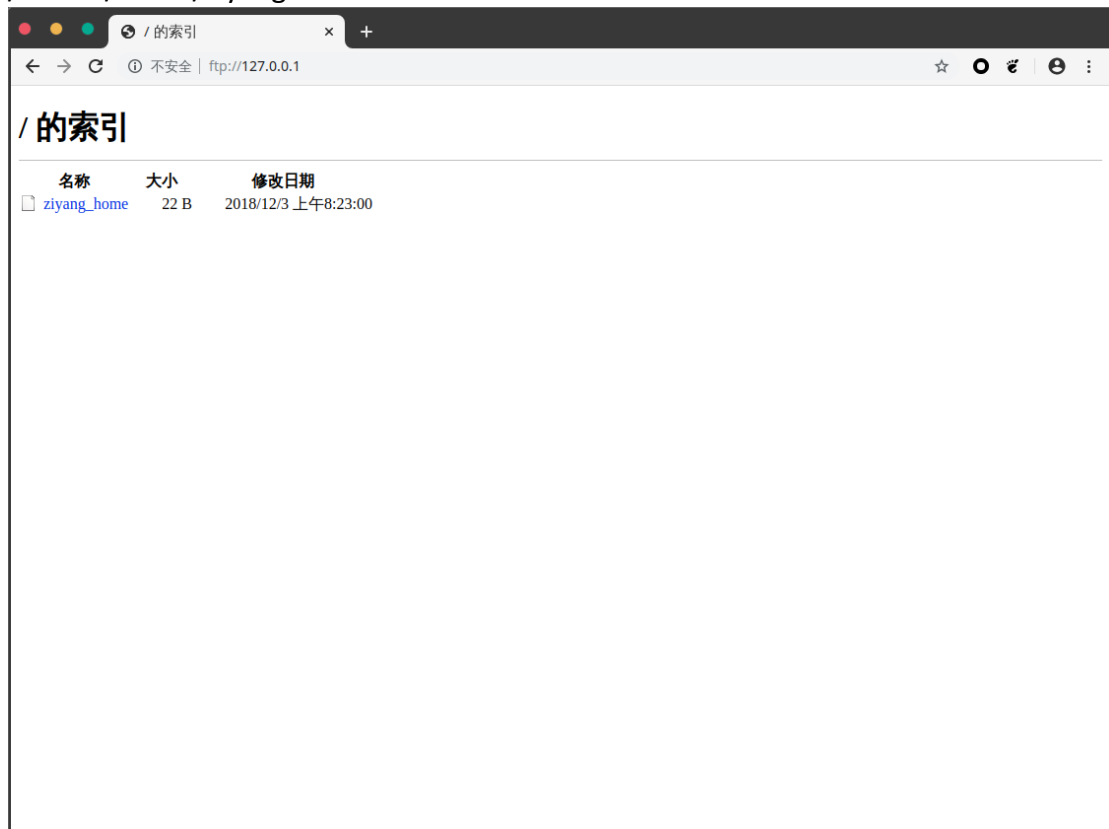 / 的索引
不安全 | ftp://127.0.0.1
/ 的索引
名称 大小 修改日期
ziyang_home 22 B 2018/12/3 上午8:23:00